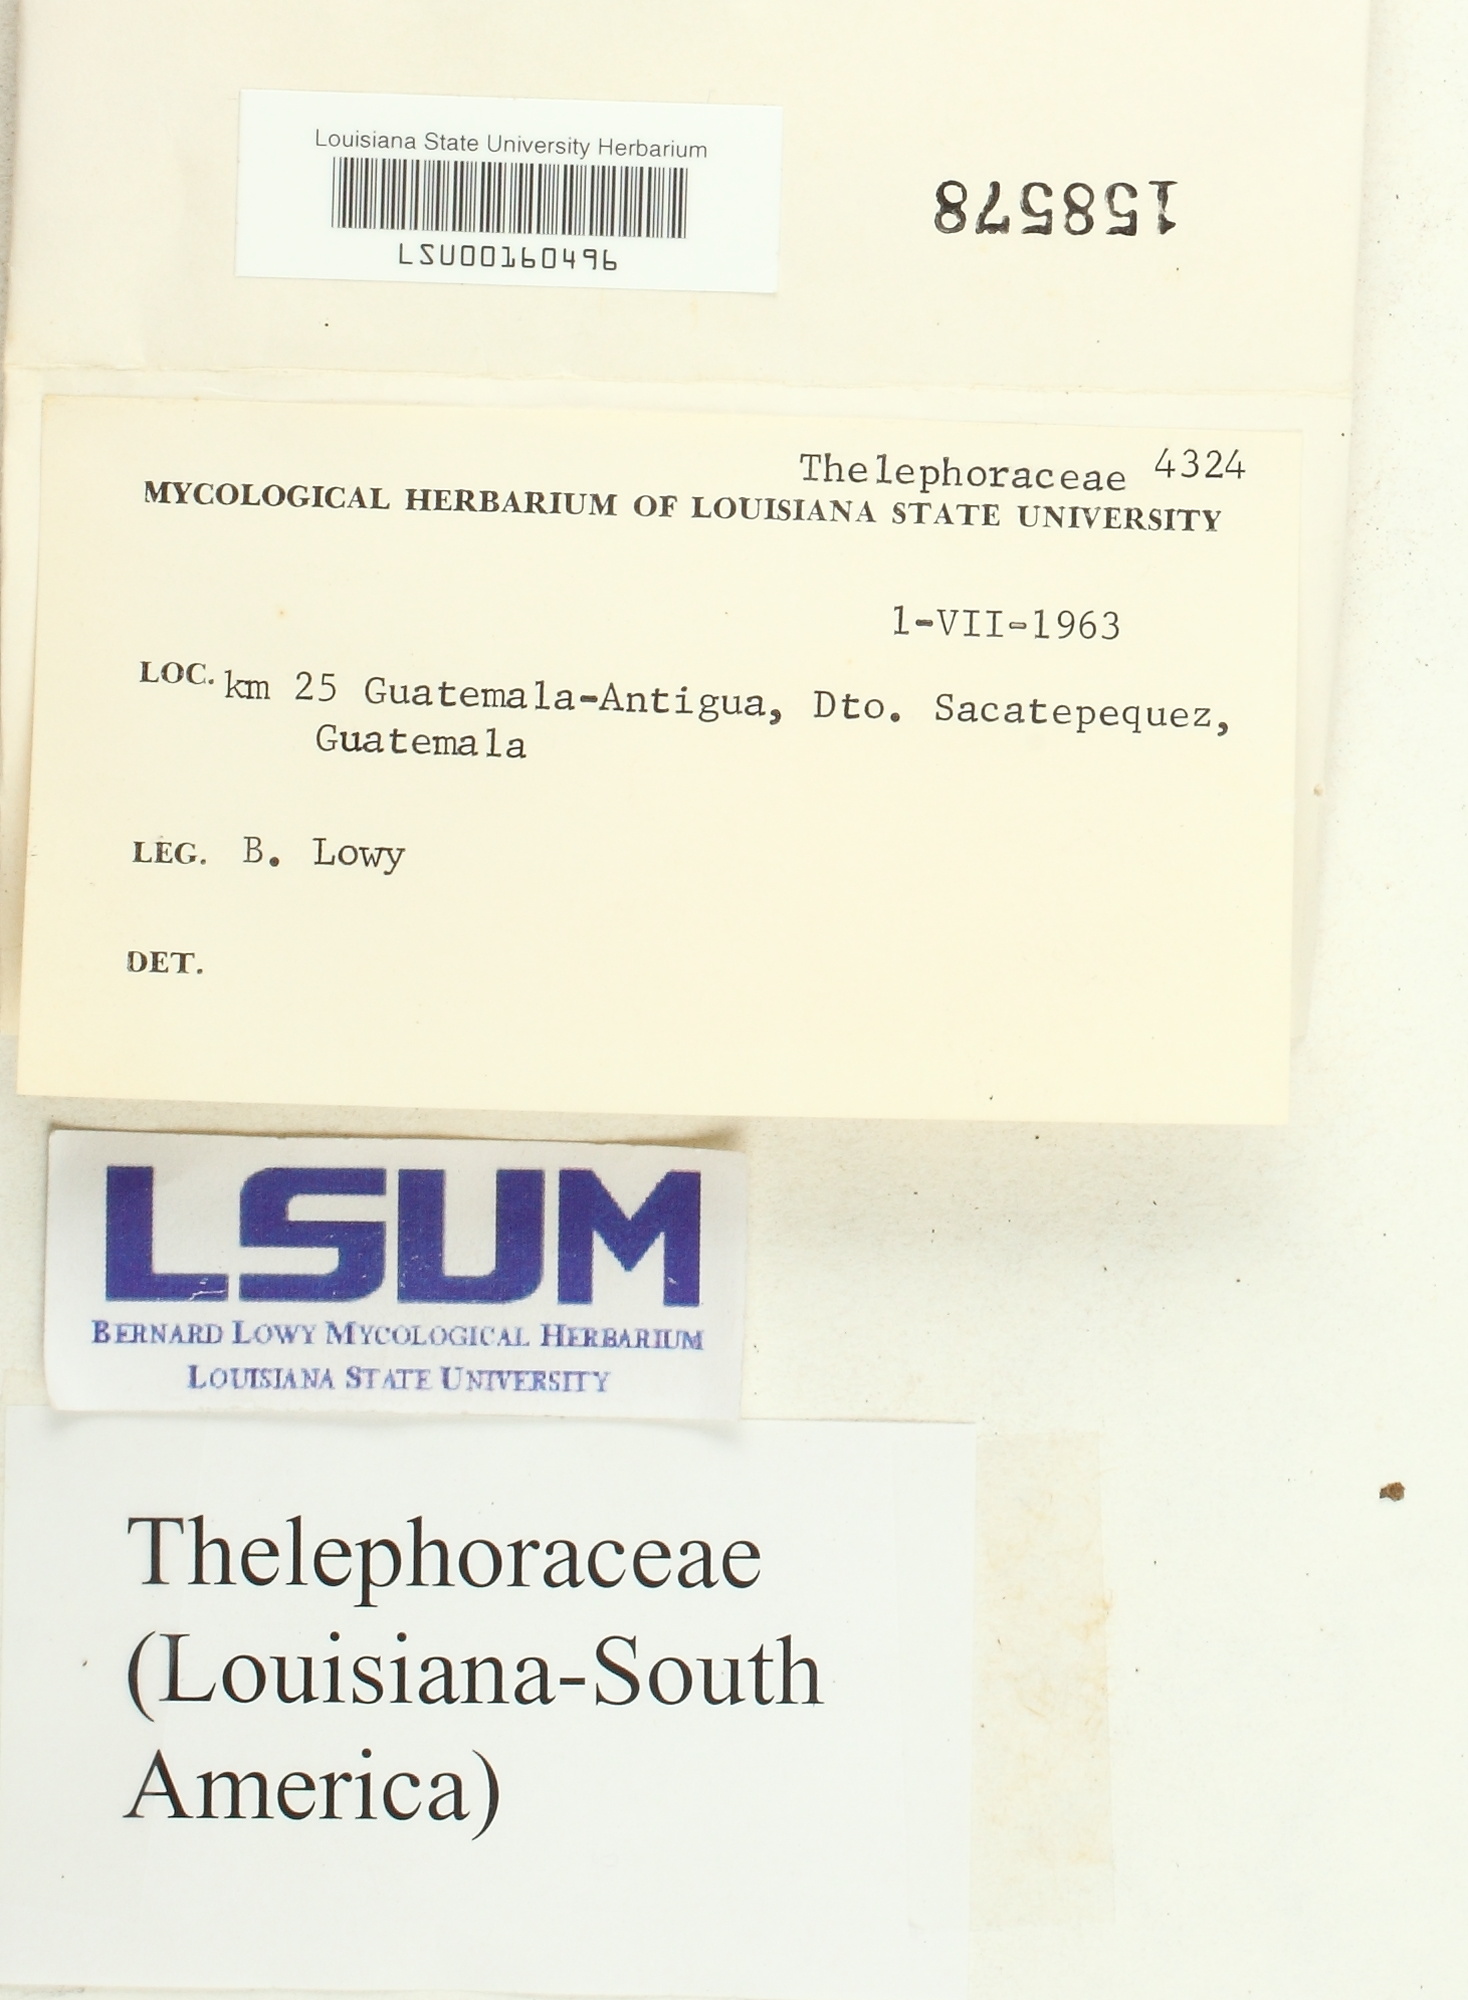 Louisiana State University Herbarium
LSU00160496
158578
Thelephoraceae 4324
MYCOLOGICAL HERBARIUM OF LOUISIANA STATE UNIVERSITY
1-VII-1963
LOC. km 25 Guatemala-Antigua, Dto. Sacatepequez,
Guatemala
LEG. B. Lowy
DET.
LSUM
BERNARD LOWY MYCOLOGICAL HERBARIUM
LOUISIANA STATE UNIVERSITY
Thelephoraceae
(Louisiana-South
America)